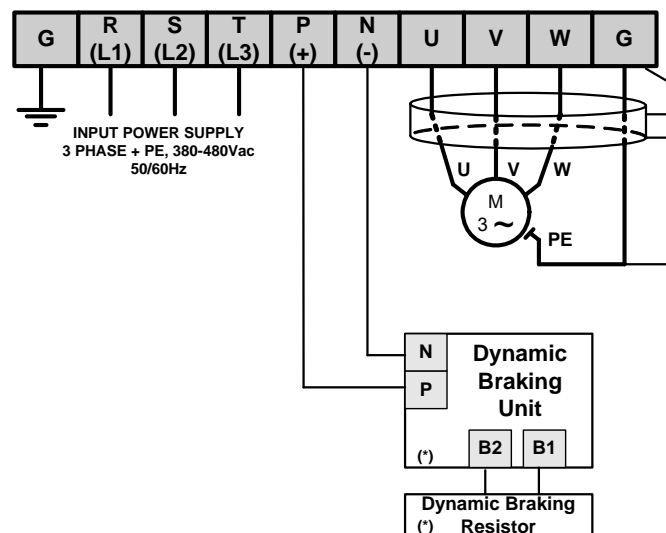 G R (L1) S (L2) T (L3) P (+) N (-) U V W G
INPUT POWER SUPPLY
3 PHASE + PE, 380-480Vac
50/60Hz
U V W
M
3 ~
PE
N
P
Dynamic
Braking
Unit
(*)
B2 B1
Dynamic Braking
(*) Resistor